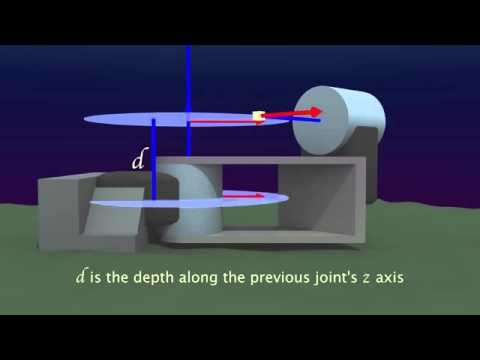 d
d is the depth along the previous joint's z axis